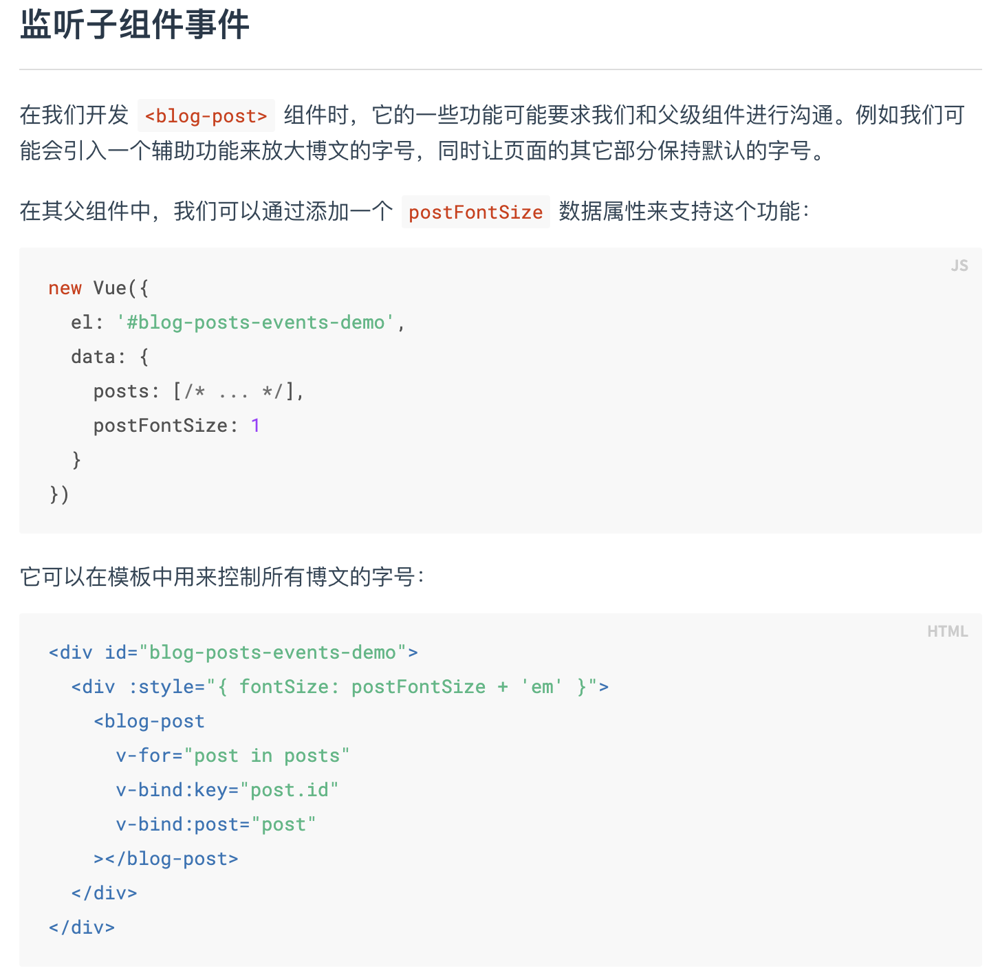 监听子组件事件
在我们开发 <blog-post> 组件时，它的一些功能可能要求我们和父级组件进行沟通。例如我们可
能会引入一个辅助功能来放大博文的字号，同时让页面的其它部分保持默认的字号。
在其父组件中，我们可以通过添加一个 postFontSize 数据属性来支持这个功能：
JS
new Vue({
  el: '#blog-posts-events-demo',
  data: {
    posts: [/* ... */],
    postFontSize: 1
  }
})
它可以在模板中用来控制所有博文的字号：
HTML
<div id="blog-posts-events-demo">
  <div :style="{ fontSize: postFontSize + 'em' }">
    <blog-post
      v-for="post in posts"
      v-bind:key="post.id"
      v-bind:post="post"
    ></blog-post>
  </div>
</div>